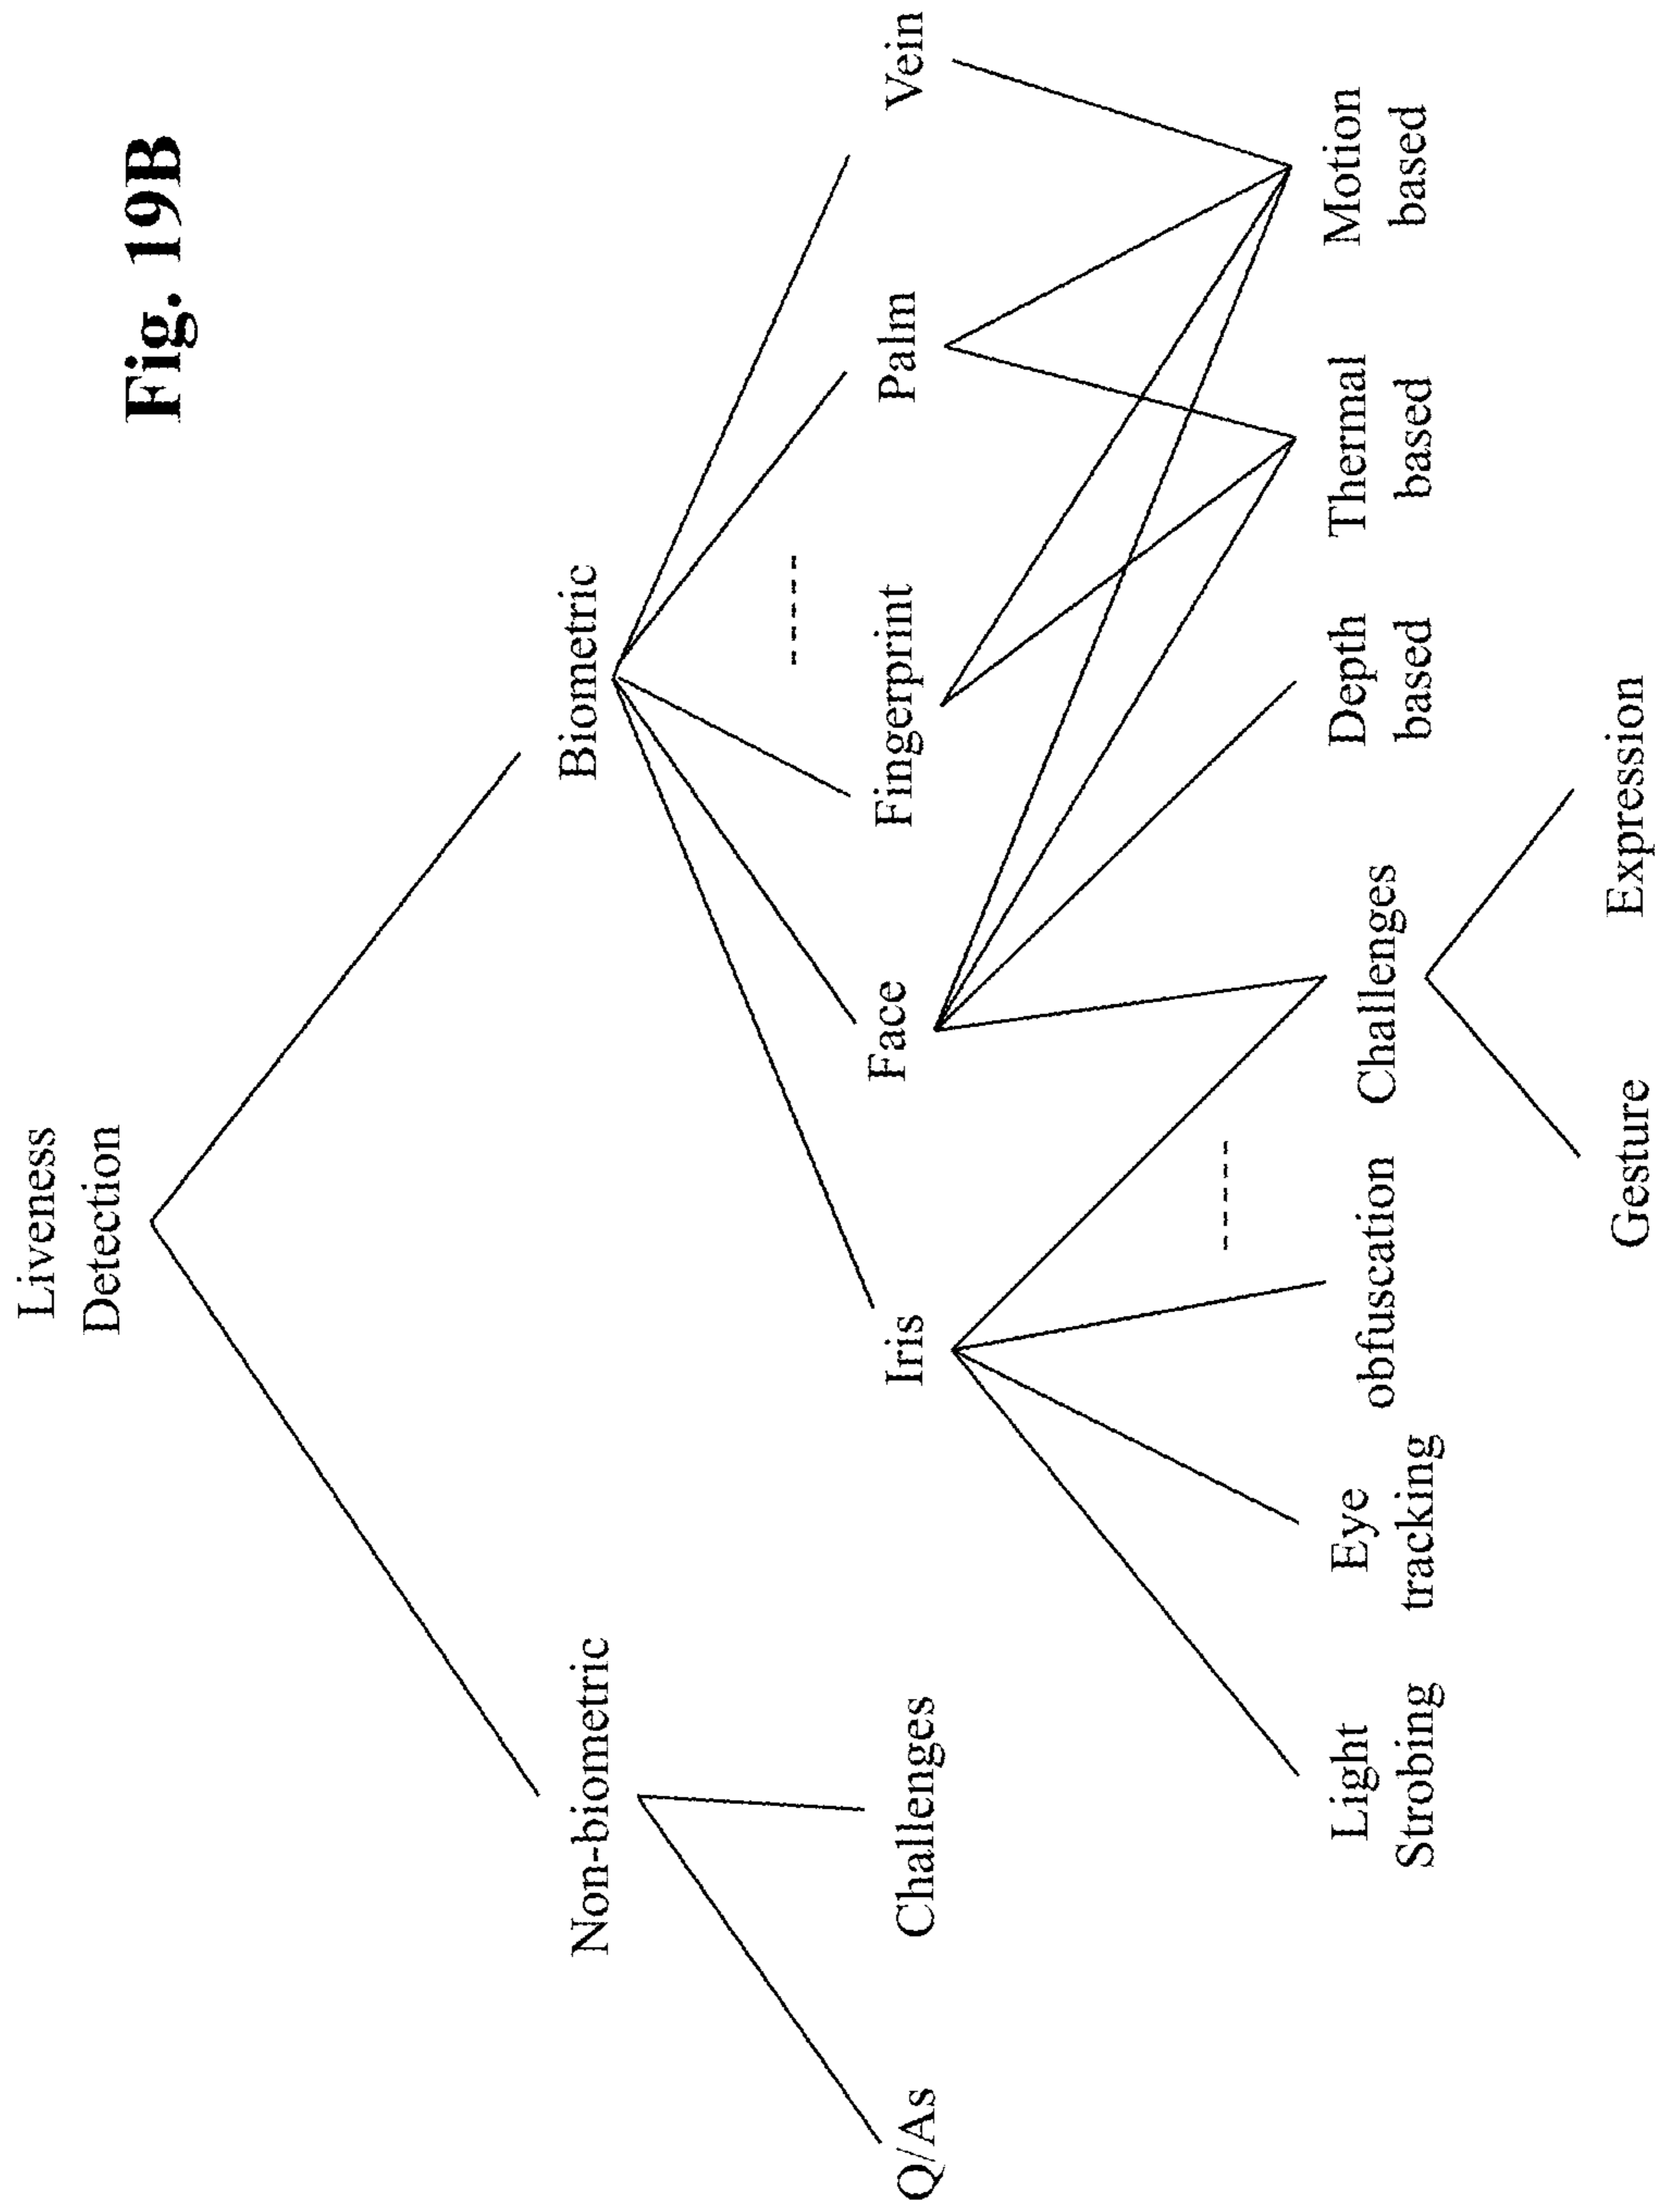 Fig. 19B
Liveness
Detection
Non-biometric
Biometric
Q/As
Challenges
Iris
Face
Fingerprint
Palm
Vein
Light
Strobing
Eye
tracking
obfuscation
Challenges
Depth
based
Thermal
based
Motion
based
Gesture
Expression